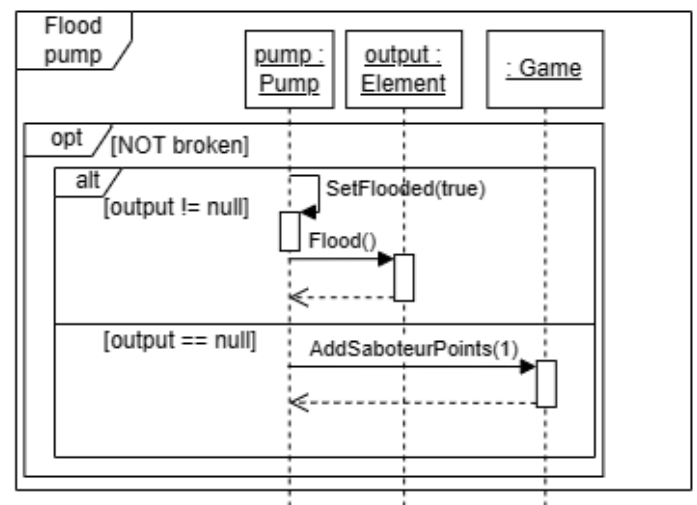 Flood
pump
pump :
Pump
output :
Element
: Game
opt
[NOT broken]
alt
[output != null]
SetFlooded(true)
Flood()
[output == null]
AddSaboteurPoints(1)